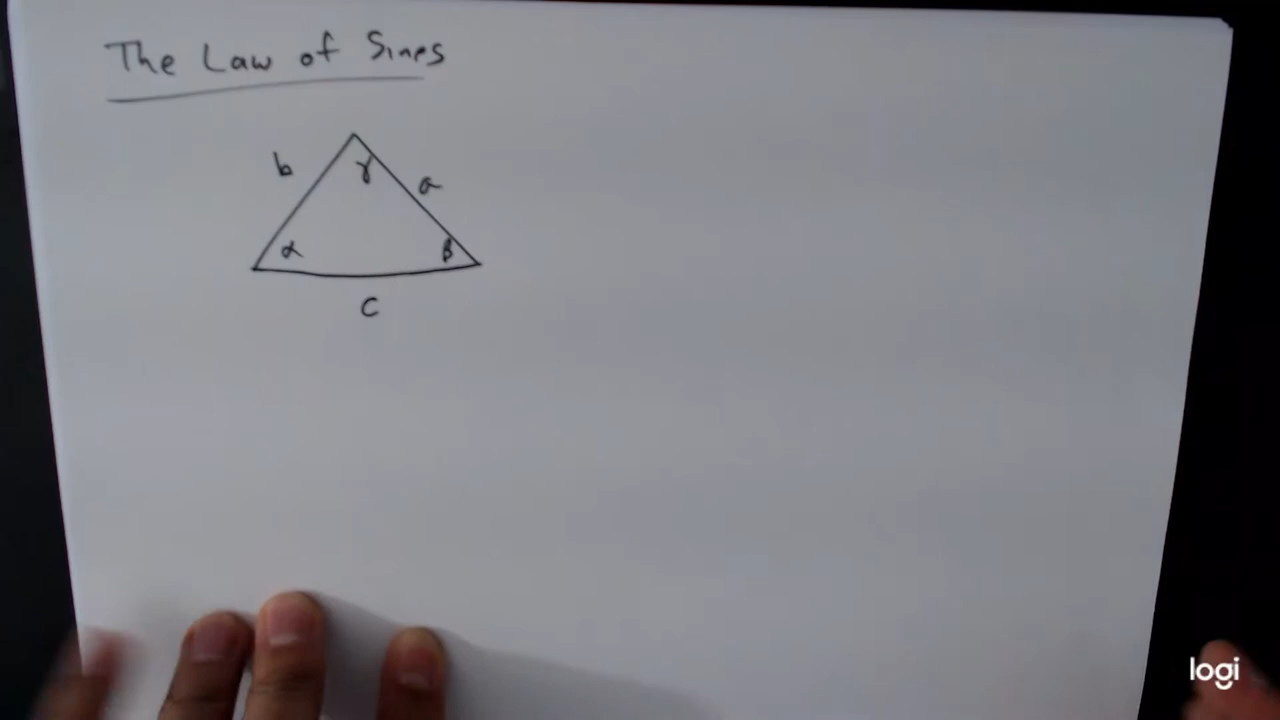 The Law of Sines
b
γ
a
α
β
c
logi